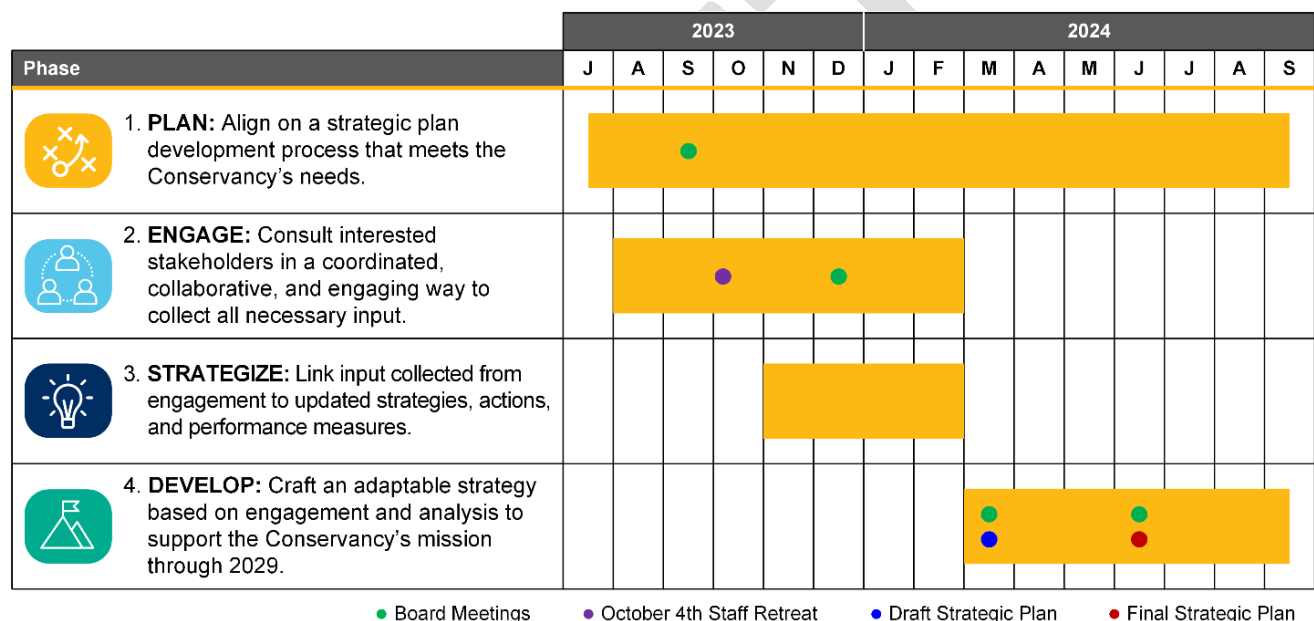 2023 2024
Phase J A S O N D J F M A M J J A S
1. PLAN: Align on a strategic plan
development process that meets the
Conservancy's needs.
2. ENGAGE: Consult interested
stakeholders in a coordinated,
collaborative, and engaging way to
collect all necessary input.
3. STRATEGIZE: Link input collected from
engagement to updated strategies, actions,
and performance measures.
4. DEVELOP: Craft an adaptable strategy
based on engagement and analysis to
support the Conservancy's mission
through 2029.
Board Meetings October 4th Staff Retreat Draft Strategic Plan Final Strategic Plan